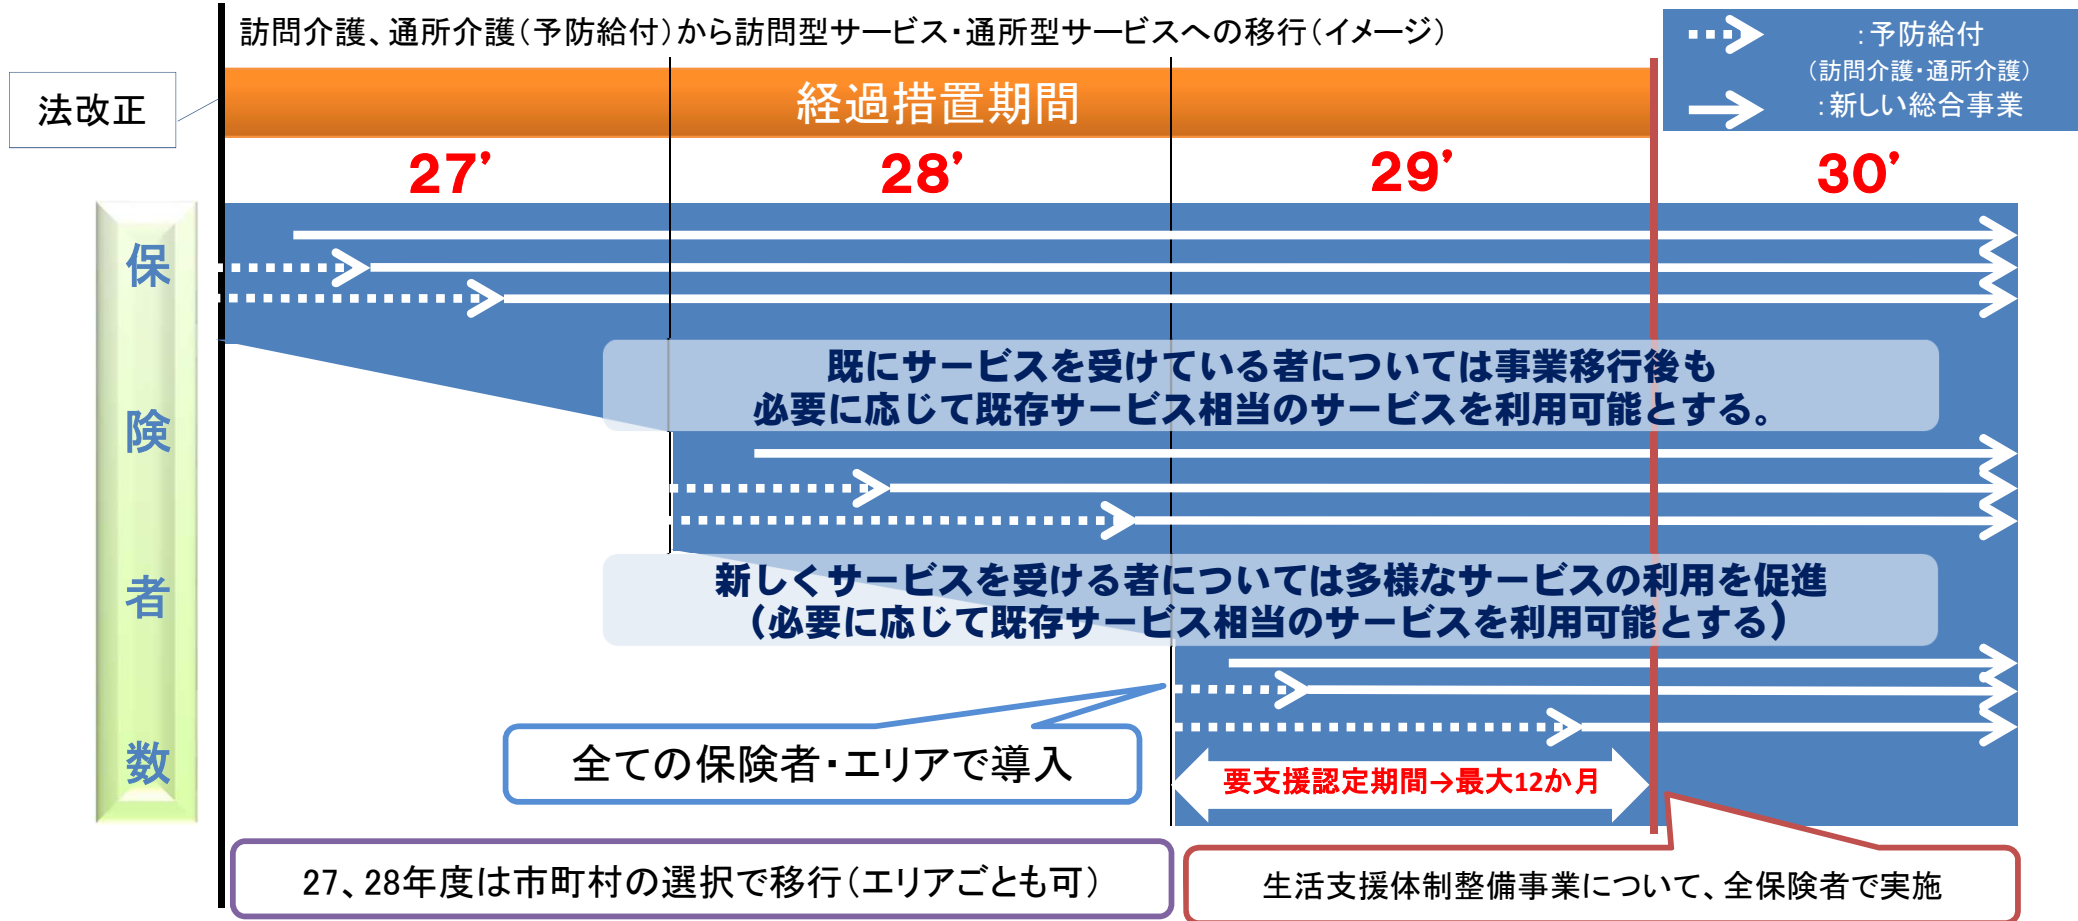 訪問介護、通所介護（予防給付）から訪問型サービス・通所型サービスへの移行（イメージ）
：予防給付
（訪問介護・通所介護）
：新しい総合事業
法改正
経過措置期間
27’
28’
29’
30’
保険者数
既にサービスを受けている者については事業移行後も
必要に応じて既存サービス相当のサービスを利用可能とする。
新しくサービスを受ける者については多様なサービスの利用を促進
（必要に応じて既存サービス相当のサービスを利用可能とする）
全ての保険者・エリアで導入
要支援認定期間→最大12か月
27、28年度は市町村の選択で移行（エリアごとも可）
生活支援体制整備事業について、全保険者で実施